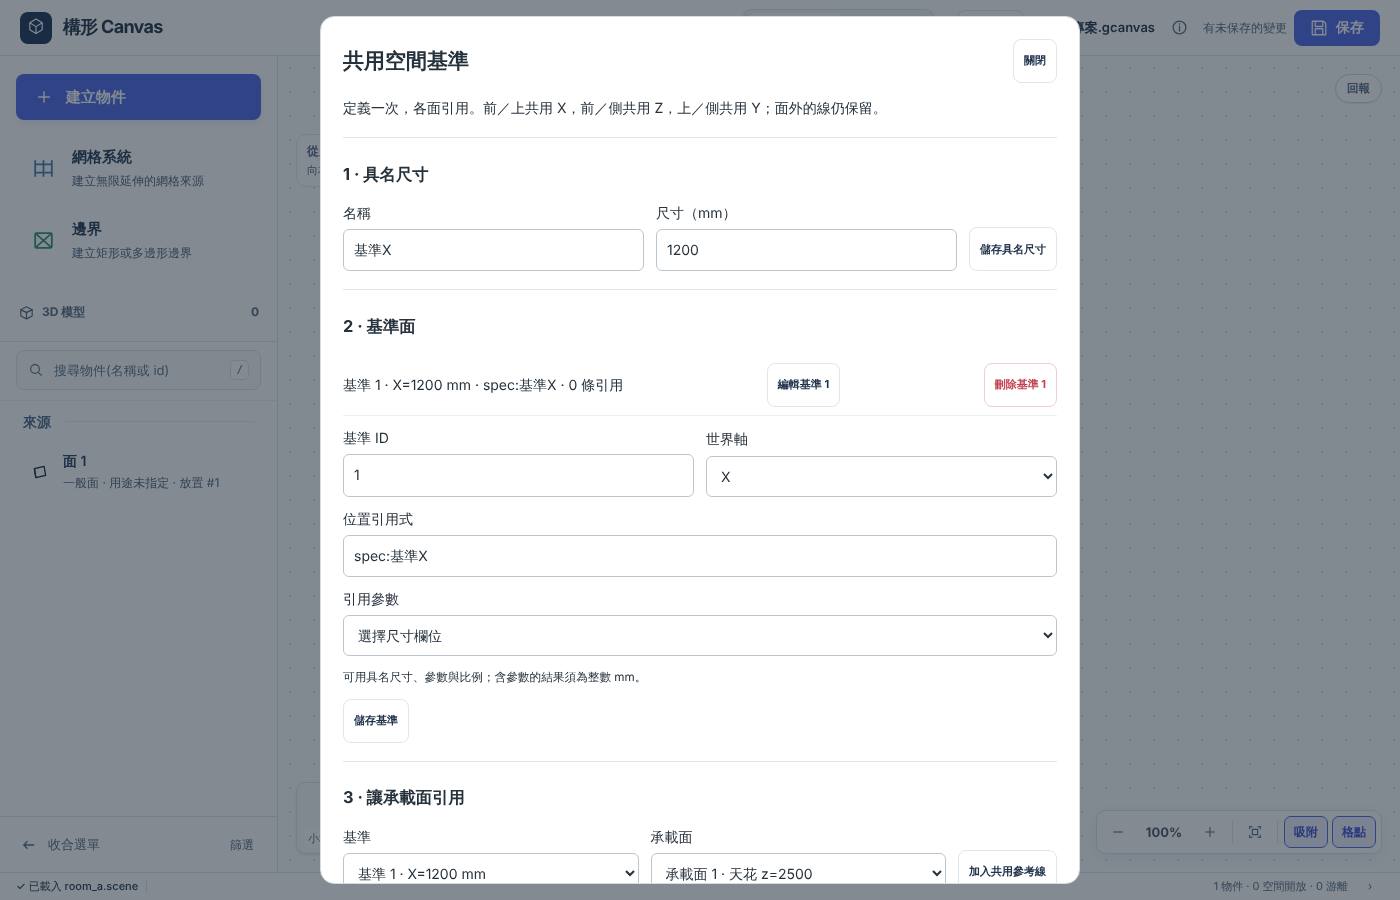 構形 Canvas
專案.gcanvas
有未保存的變更
保存
建立物件
網格系統
建立無限延伸的網格來源
邊界
建立矩形或多邊形邊界
3D 模型
0
搜尋物件(名稱或 id)
/
來源
面 1
一般面 · 用途未指定 · 放置 #1
收合選單
篩選
✓ 已載入 room_a.scene
從
向
小
共用空間基準
關閉
定義一次，各面引用。前／上共用 X，前／側共用 Z，上／側共用 Y；面外的線仍保留。
1 · 具名尺寸
名稱
尺寸（mm）
基準X
1200
儲存具名尺寸
2 · 基準面
基準 1 · X=1200 mm · spec:基準X · 0 條引用
編輯基準 1
刪除基準 1
基準 ID
世界軸
1
X
位置引用式
spec:基準X
引用參數
選擇尺寸欄位
可用具名尺寸、參數與比例；含參數的結果須為整數 mm。
儲存基準
3 · 讓承載面引用
基準
承載面
基準 1 · X=1200 mm
承載面 1 · 天花 z=2500
加入共用參考線
回報
100%
吸附
格點
1 物件 · 0 空間開放 · 0 游離